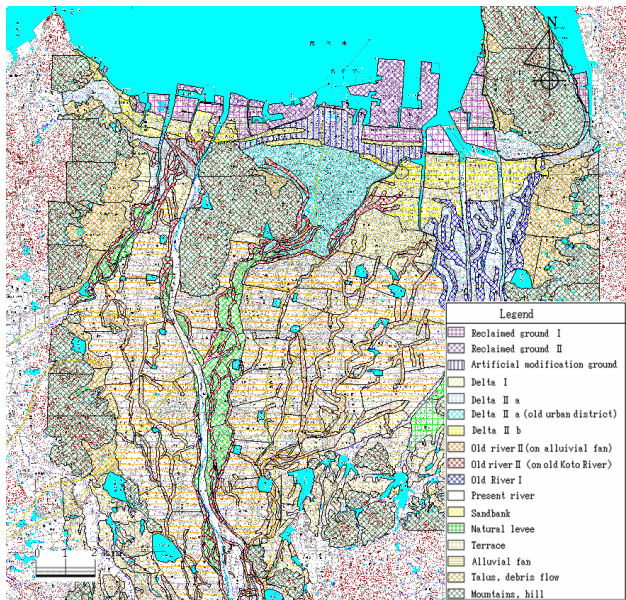 N
Legend
Reclaimed ground Ⅰ
Reclaimed ground Ⅱ
Artificial modification ground
Delta Ⅰ
Delta Ⅱ a
Delta Ⅱ a (old urban district)
Delta Ⅱ b
Old river Ⅱ (on alluivial fan)
Old river Ⅱ (on old Koto River)
Old River Ⅰ
Present river
Sandbank
Natural levee
Terrace
Alluvial fan
Talus, debris flow
Mountains, hill
0 1 2